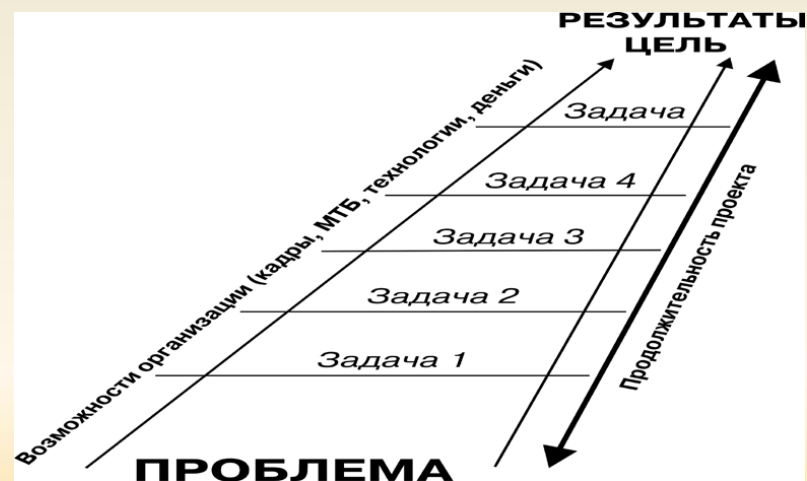 РЕЗУЛЬТАТЫ
ЦЕЛЬ
Возможности организации (кадры, МТБ, технологии, деньги)
Задача
Задача 4
Задача 3
Задача 2
Задача 1
Продолжительность проекта
ПРОБЛЕМА